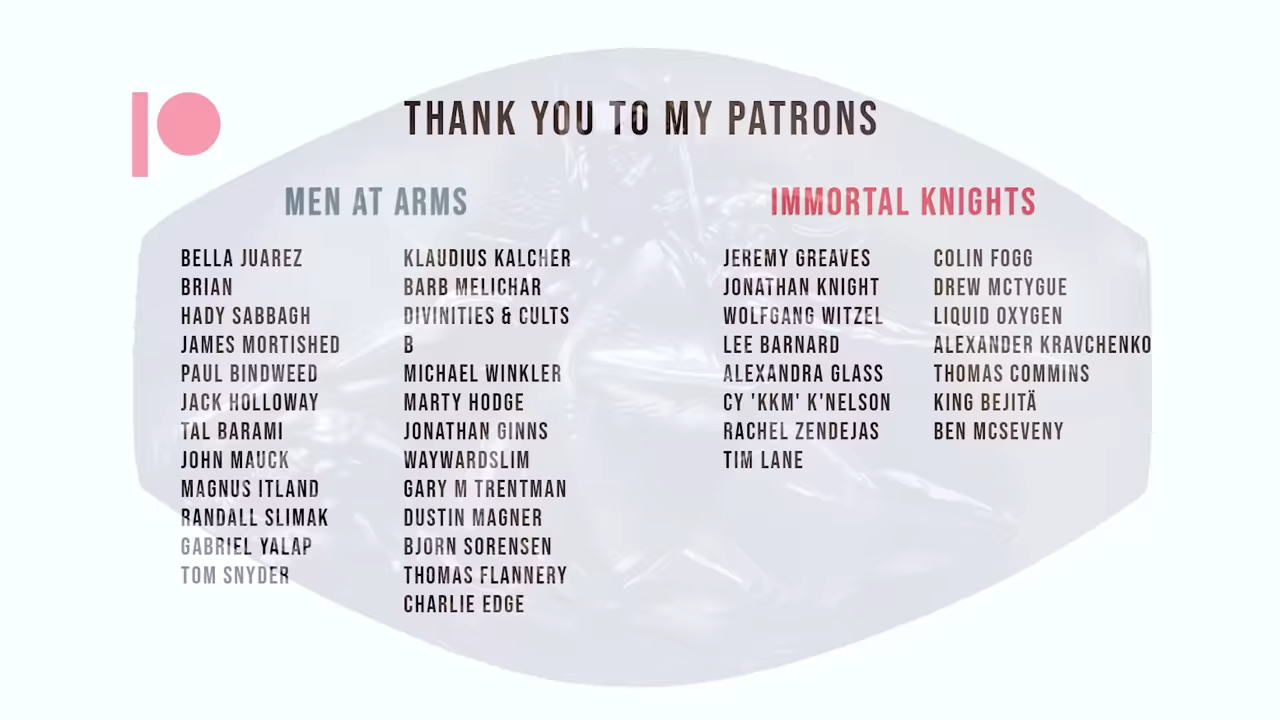 THANK YOU TO MY PATRONS
MEN AT ARMS
BELLA JUAREZ
BRIAN
HADY SABBAGH
JAMES MORTISHED
PAUL BINDWEED
JACK HOLLOWAY
TAL BARAMI
JOHN MAUCK
MAGNUS ITLAND
RANDALL SLIMAK
GABRIEL YALAP
TOM SNYDER
KLAUDIUS KALCHER
BARB MELICHAR
DIVINITIES & CULTS
B
MICHAEL WINKLER
MARTY HODGE
JONATHAN GINNS
WAYWARDSLIM
GARY M TRENTMAN
DUSTIN MAGNER
BJORN SORENSEN
THOMAS FLANNERY
CHARLIE EDGE
IMMORTAL KNIGHTS
JEREMY GREAVES
JONATHAN KNIGHT
WOLFGANG WITZEL
LEE BARNARD
ALEXANDRA GLASS
CY 'KKM' K'NELSON
RACHEL ZENDEJAS
TIM LANE
COLIN FOGG
DREW MCTYGUE
LIQUID OXYGEN
ALEXANDER KRAVCHENKO
THOMAS COMMINS
KING BEJITÄ
BEN MCSEVENY